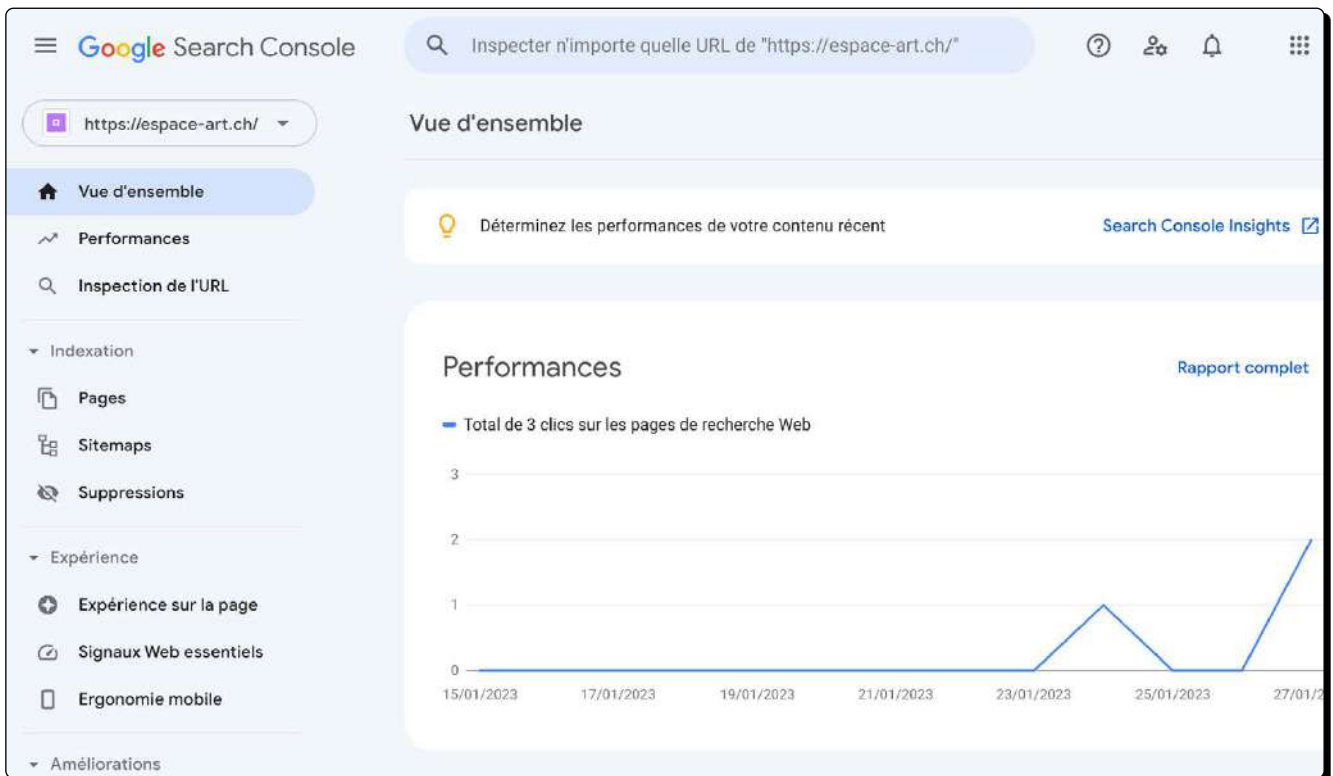 Google Search Console
Inspecter n'importe quelle URL de "https://espace-art.ch/"
https://espace-art.ch/
Vue d'ensemble
Performances
Inspection de l'URL
Indexation
Pages
Sitemaps
Suppressions
Expérience
Expérience sur la page
Signaux Web essentiels
Ergonomie mobile
Améliorations
Vue d'ensemble
Déterminez les performances de votre contenu récent
Search Console Insights
Performances
Rapport complet
Total de 3 clics sur les pages de recherche Web
3
2
1
0
15/01/2023 17/01/2023 19/01/2023 21/01/2023 23/01/2023 25/01/2023 27/01/2